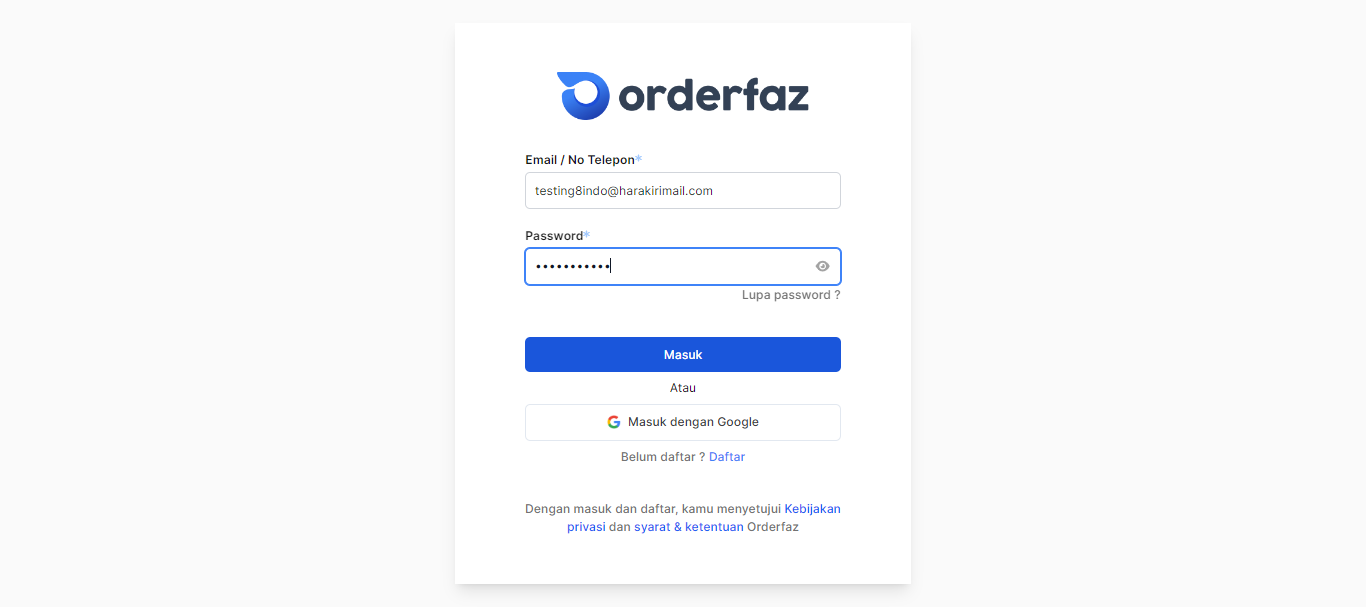 orderfaz
Email / No Telepon*
testing8indo@harakirimail.com
Password*
•••••••••••
Lupa password ?
Masuk
Atau
Masuk dengan Google
Belum daftar ? Daftar
Dengan masuk dan daftar, kamu menyetujui Kebijakan
privasi dan syarat & ketentuan Orderfaz